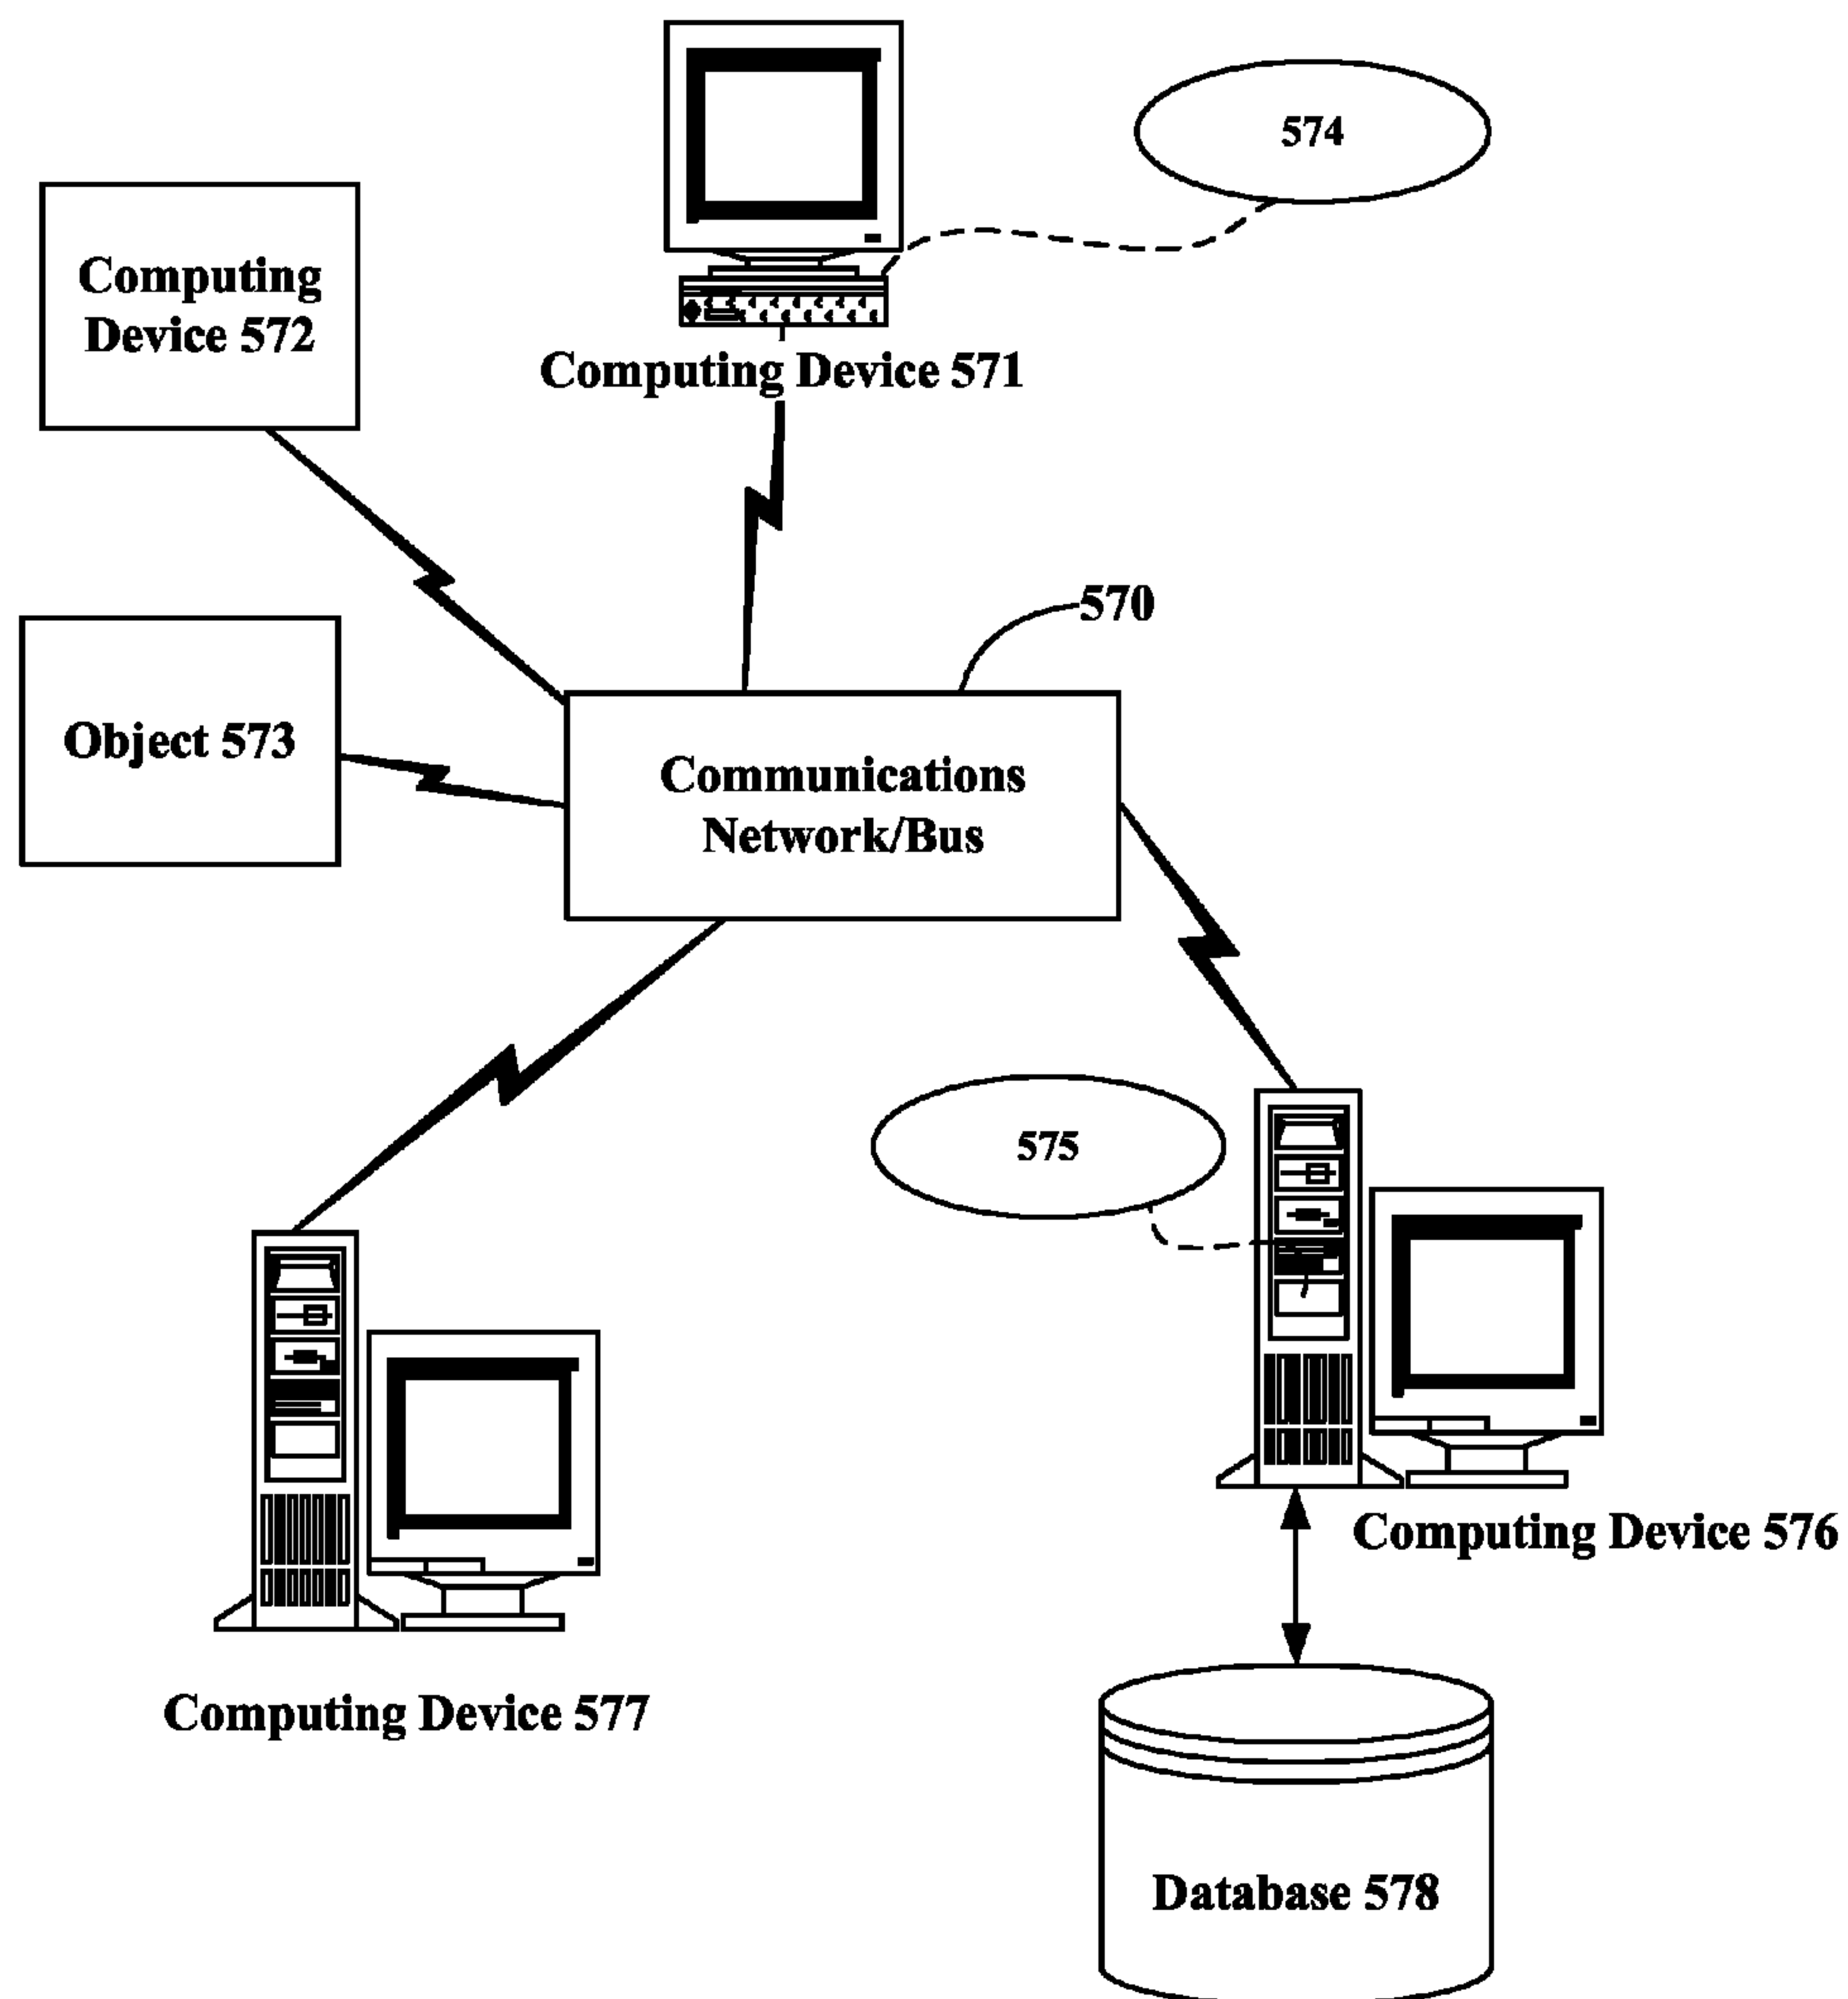 574
Computing
Device 572
Computing Device 571
570
Object 573
Communications
Network/Bus
575
Computing Device 576
Computing Device 577
Database 578